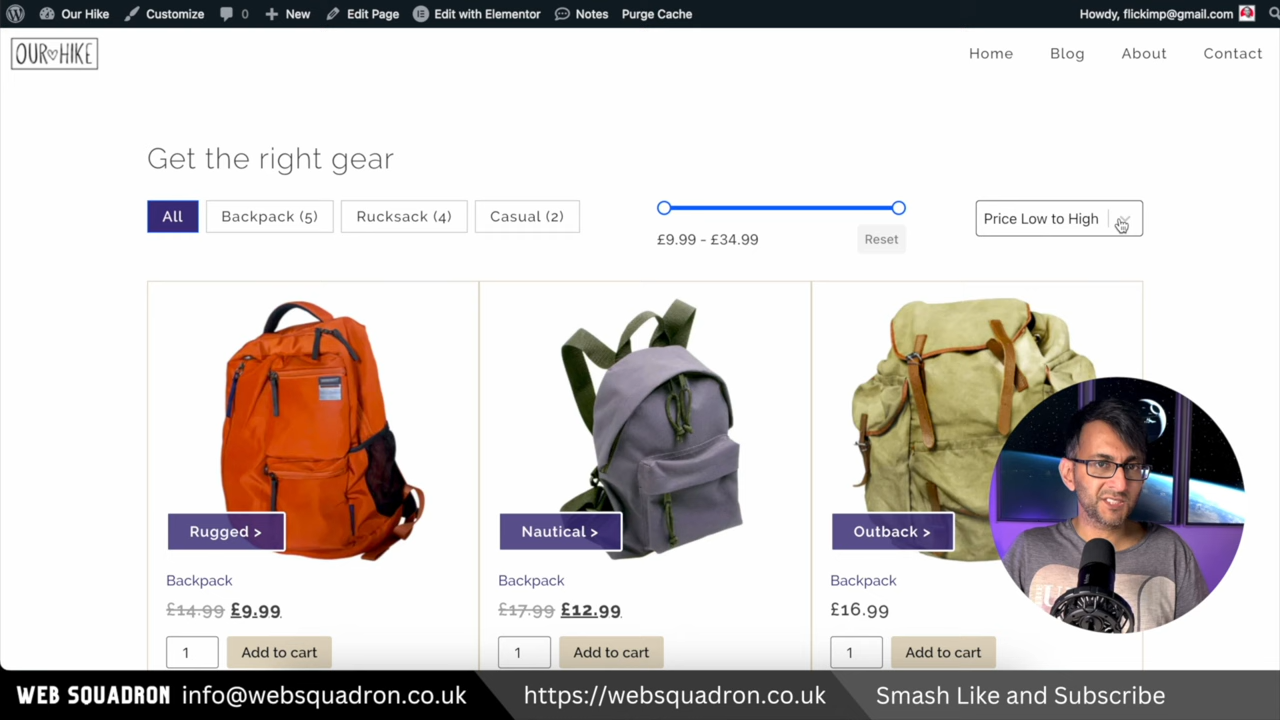 Our Hike Customize 0 New Edit Page Edit with Elementor Notes Purge Cache Howdy, flickimp@gmail.com
OUR HIKE Home Blog About Contact
Get the right gear
All Backpack (5) Rucksack (4) Casual (2) Price Low to High
£9.99 - £34.99 Reset
Rugged > Nautical > Outback >
Backpack Backpack Backpack
£14.99 £9.99 £17.99 £12.99 £16.99
1 Add to cart 1 Add to cart 1 Add to cart
WEB SQUADRON info@websquadron.co.uk https://websquadron.co.uk Smash Like and Subscribe